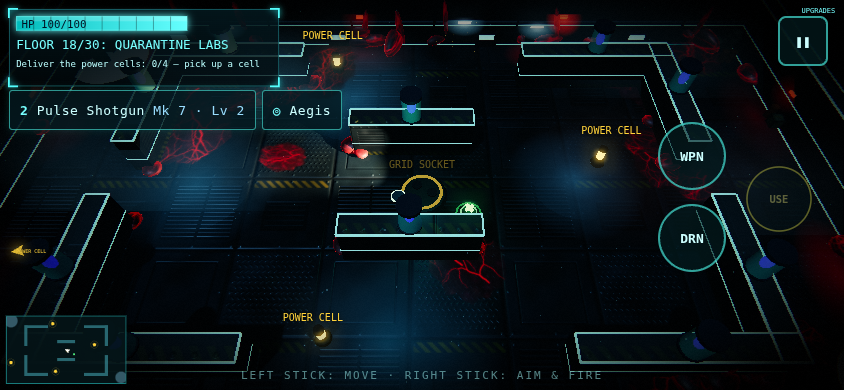 UPGRADES
HP 100/100
FLOOR 18/30: QUARANTINE LABS
Deliver the power cells: 0/4 — pick up a cell
2 Pulse Shotgun Mk 7 · Lv 2
◎ Aegis
POWER CELL
POWER CELL
WPN
GRID SOCKET
USE
DRN
POWER CELL
LEFT STICK: MOVE · RIGHT STICK: AIM & FIRE